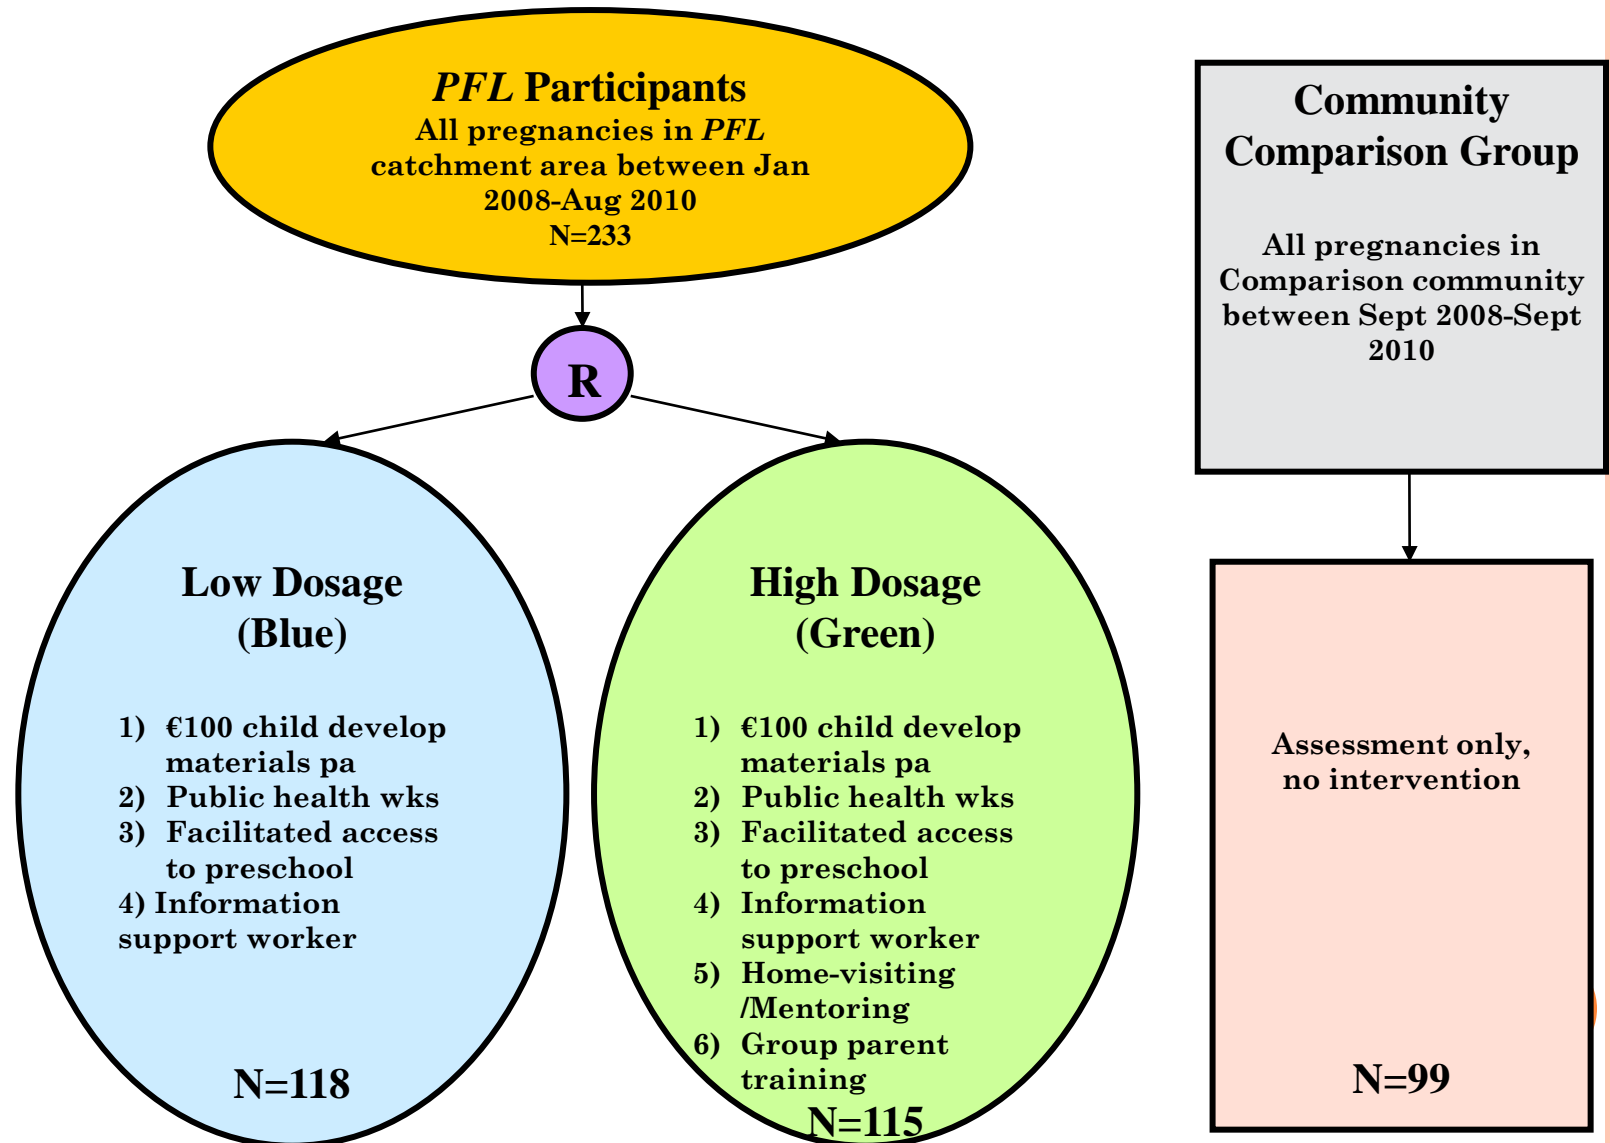 PFL Participants
All pregnancies in PFL
catchment area between Jan
2008-Aug 2010
N=233
R
Low Dosage
(Blue)
1) €100 child develop
materials pa
2) Public health wks
3) Facilitated access
to preschool
4) Information
support worker
N=118
High Dosage
(Green)
1) €100 child develop
materials pa
2) Public health wks
3) Facilitated access
to preschool
4) Information
support worker
5) Home-visiting
/Mentoring
6) Group parent
training
N=115
Community
Comparison Group
All pregnancies in
Comparison community
between Sept 2008-Sept
2010
Assessment only,
no intervention
N=99